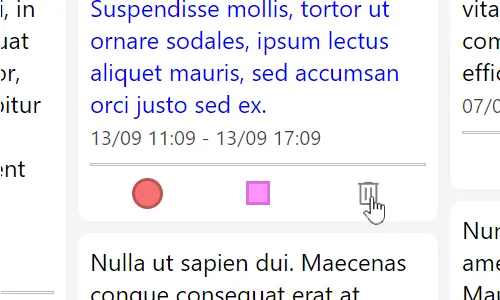 i, in
uat
or,
bitur
ent
Suspendisse mollis, tortor ut
ornare sodales, ipsum lectus
aliquet mauris, sed accumsan
orci justo sed ex.
13/09 11:09 - 13/09 17:09
Nulla ut sapien dui. Maecenas
congue consequat erat at
vita
com
effic
07/0
Nun
ame
Mau